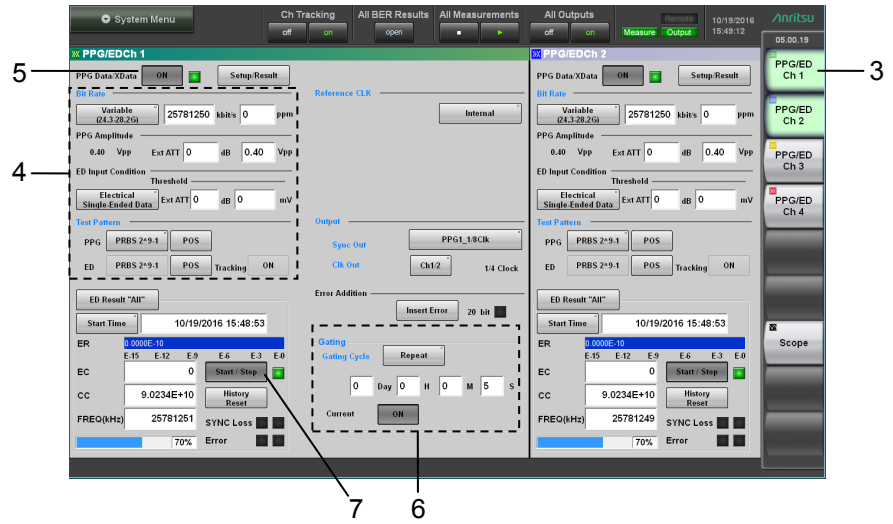 System Menu
Ch Tracking
off on
All BER Results
open
All Measurements
All Outputs
off on
Measure
Remote
Output
10/19/2016
15:49:12
Anritsu
05.00.19
PPG/EDCh 1
PPG Data/XData ON Setup/Result
Bit Rate
Variable
(24.3-28.2G)
25781250 kbit/s 0 ppm
PPG Amplitude
0.40 Vpp Ext ATT 0 dB 0.40 Vpp
ED Input Condition
Threshold
Electrical
Single-Ended Data
Ext ATT 0 dB 0 mV
Test Pattern
PPG PRBS 2^9-1 POS
ED PRBS 2^9-1 POS Tracking ON
ED Result "All"
Start Time 10/19/2016 15:48:53
ER 0.0000E-10
E-15 E-12 E-9 E-6 E-3 E-0
EC 0 Start / Stop
CC 9.0234E+10 History
Reset
FREQ(kHz) 25781251 SYNC Loss
70% Error
Reference CLK
Internal
Output
Sync Out PPG1_1/8Clk
Clk Out Ch1/2 1/4 Clock
Error Addition
Insert Error 20 bit
Gating
Gating Cycle Repeat
0 Day 0 H 0 M 5 S
Current ON
PPG/EDCh 2
PPG Data/XData ON Setup/Result
Bit Rate
Variable
(24.3-28.2G)
25781250 kbit/s 0 ppm
PPG Amplitude
0.40 Vpp Ext ATT 0 dB 0.40 Vpp
ED Input Condition
Threshold
Electrical
Single-Ended Data
Ext ATT 0 dB 0 mV
Test Pattern
PPG PRBS 2^9-1 POS
ED PRBS 2^9-1 POS Tracking ON
ED Result "All"
Start Time 10/19/2016 15:48:53
ER 0.0000E-10
E-15 E-12 E-9 E-6 E-3 E-0
EC 0 Start / Stop
CC 9.0234E+10 History
Reset
FREQ(kHz) 25781249 SYNC Loss
70% Error
PPG/ED
Ch 1
PPG/ED
Ch 2
PPG/ED
Ch 3
PPG/ED
Ch 4
Scope
3
4
5
6
7